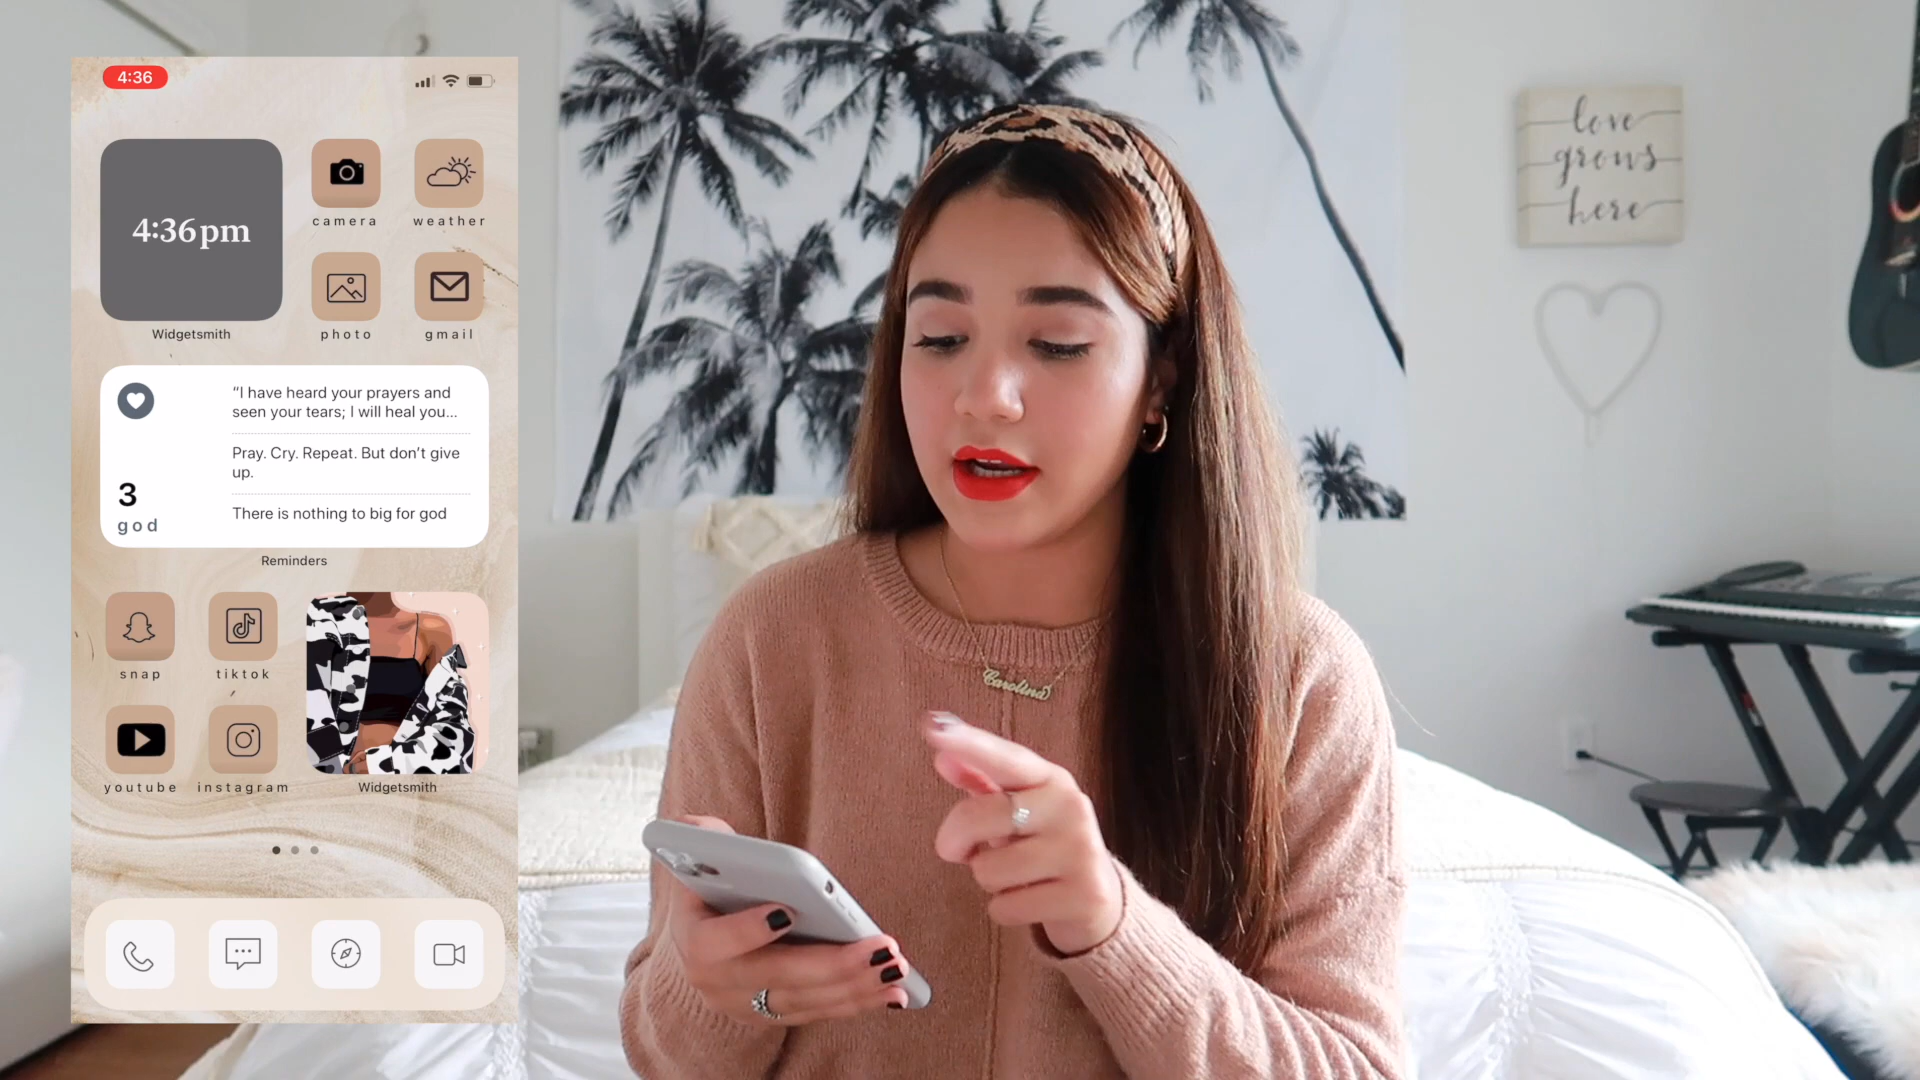 4:36
4:36pm
camera
weather
Widgetsmith
photo
gmail
“I have heard your prayers and
seen your tears; I will heal you...
Pray. Cry. Repeat. But don’t give
up.
3
god
There is nothing to big for god
Reminders
snap
tiktok
youtube
instagram
Widgetsmith
love
grows
here
Carolina